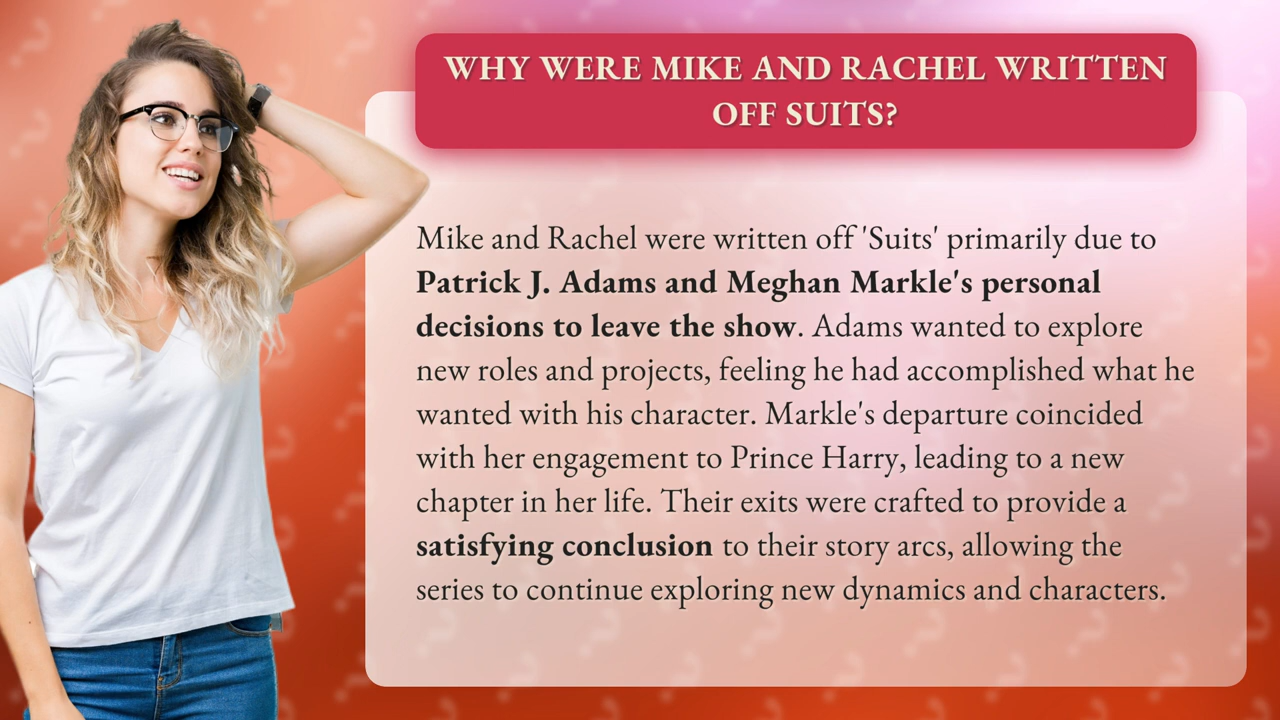 WHY WERE MIKE AND RACHEL WRITTEN
OFF SUITS?
Mike and Rachel were written off 'Suits' primarily due to
Patrick J. Adams and Meghan Markle's personal
decisions to leave the show. Adams wanted to explore
new roles and projects, feeling he had accomplished what he
wanted with his character. Markle's departure coincided
with her engagement to Prince Harry, leading to a new
chapter in her life. Their exits were crafted to provide a
satisfying conclusion to their story arcs, allowing the
series to continue exploring new dynamics and characters.